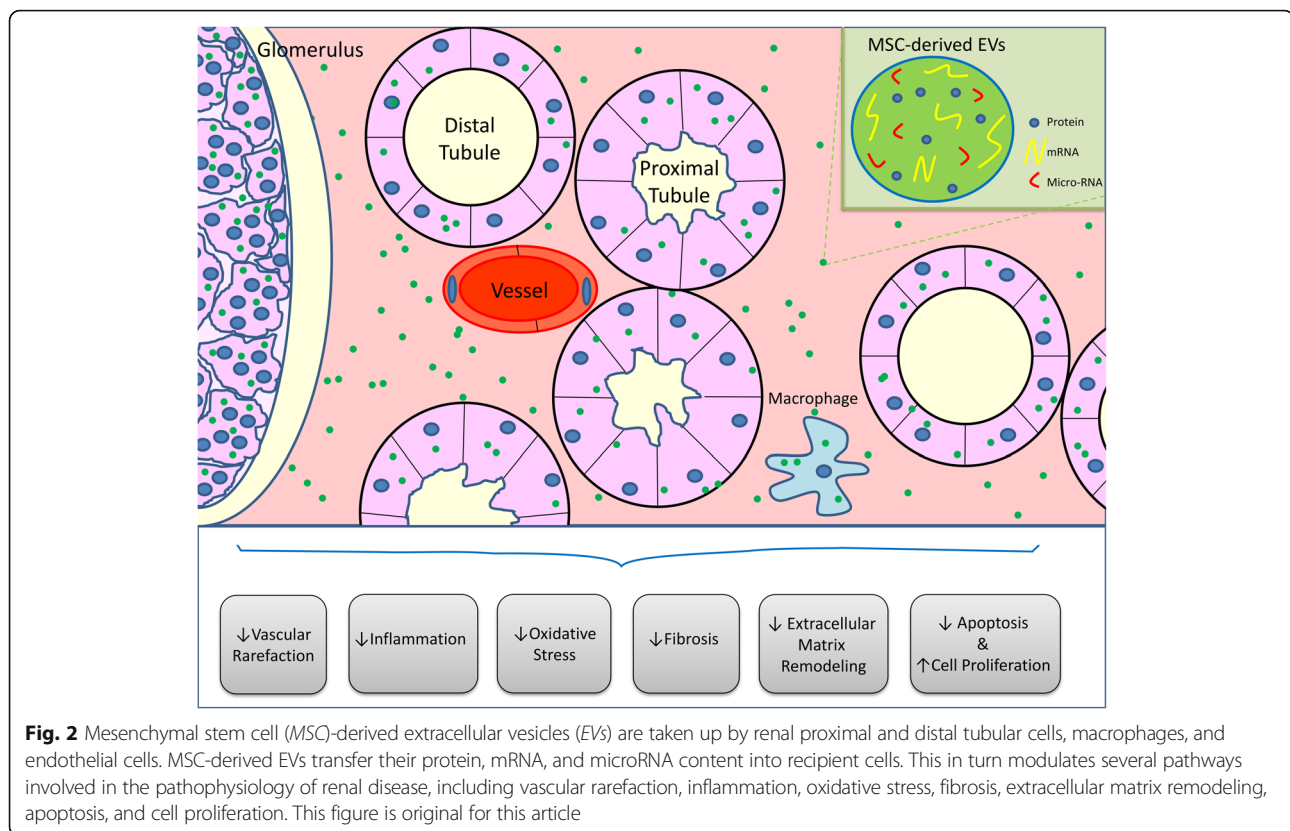 Glomerulus
MSC-derived EVs
Protein
mRNA
Micro-RNA
Distal
Tubule
Proximal
Tubule
Vessel
Macrophage
↓Vascular
Rarefaction
↓Inflammation
↓Oxidative
Stress
↓Fibrosis
↓ Extracellular
Matrix
Remodeling
↓ Apoptosis
&
↑Cell Proliferation
Fig. 2 Mesenchymal stem cell (MSC)-derived extracellular vesicles (EVs) are taken up by renal proximal and distal tubular cells, macrophages, and
endothelial cells. MSC-derived EVs transfer their protein, mRNA, and microRNA content into recipient cells. This in turn modulates several pathways
involved in the pathophysiology of renal disease, including vascular rarefaction, inflammation, oxidative stress, fibrosis, extracellular matrix remodeling,
apoptosis, and cell proliferation. This figure is original for this article